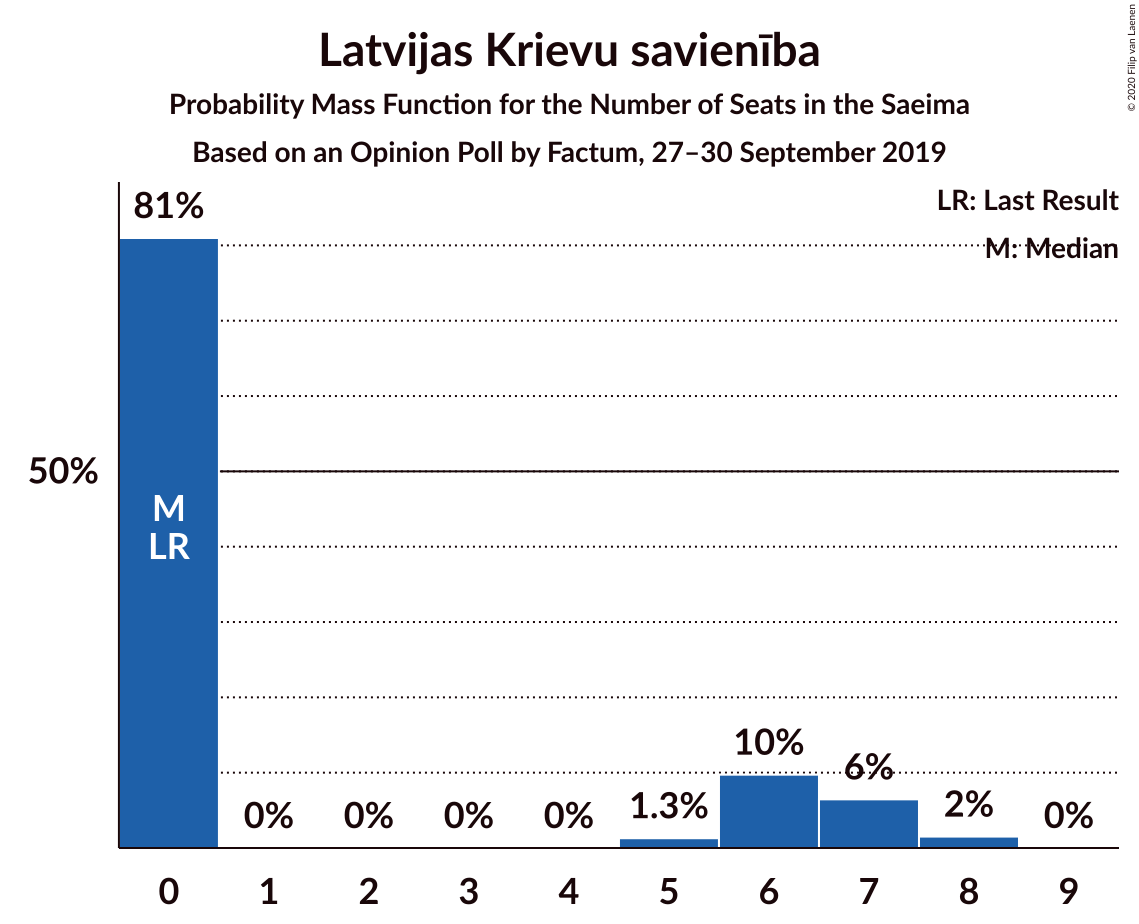 Latvijas Krievu savienība
Probability Mass Function for the Number of Seats in the Saeima
Based on an Opinion Poll by Factum, 27–30 September 2019
© 2020 Filip van Laenen
LR: Last Result
M: Median
81%
50%
M
LR
0%
0%
0%
0%
1.3%
10%
6%
2%
0%
0
1
2
3
4
5
6
7
8
9